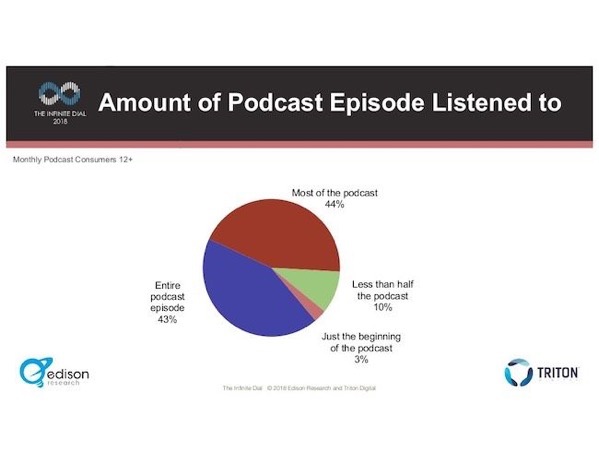 THE INFINITE DIAL
2018
Amount of Podcast Episode Listened to
Monthly Podcast Consumers 12+
Most of the podcast
44%
Less than half
the podcast
10%
Just the beginning
of the podcast
3%
Entire
podcast
episode
43%
edison
research
The Infinite Dial © 2018 Edison Research and Triton Digital
TRITON